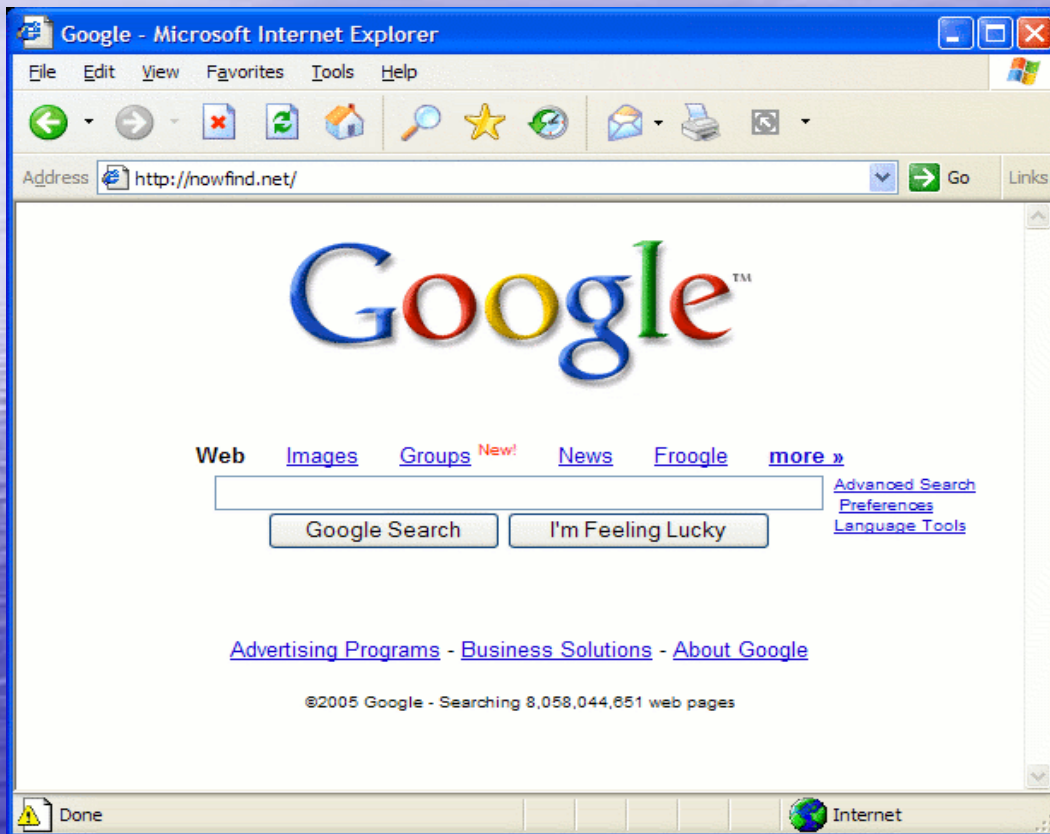 Google - Microsoft Internet Explorer
File Edit View Favorites Tools Help
Address http://nowfind.net/ Go Links
Google™
Web Images Groups New! News Froogle more »
Advanced Search
Preferences
Language Tools
Google Search I'm Feeling Lucky
Advertising Programs - Business Solutions - About Google
©2005 Google - Searching 8,058,044,651 web pages
Done Internet